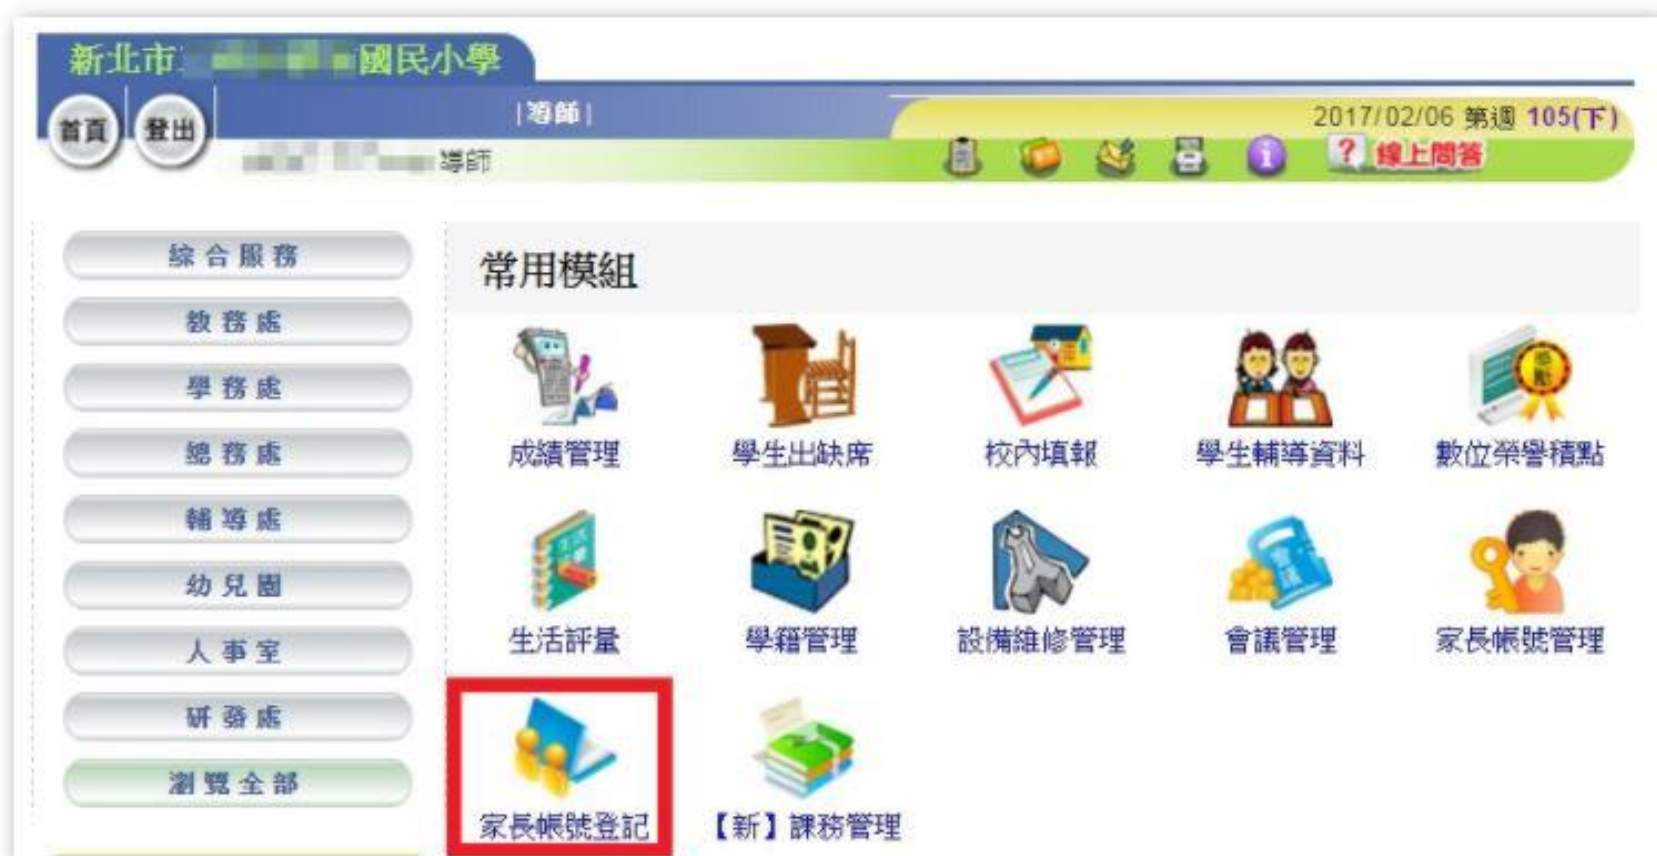 新北市 國民小學
首頁 登出 |導師| 2017/02/06 第週 105(下)
導師 ? 線上問答
綜合服務
教務處
學務處
總務處
輔導處
幼兒園
人事室
研發處
瀏覽全部
常用模組
獎勵
成績管理 學生出缺席 校內填報 學生輔導資料 數位榮譽積點
會議
生活評量 學籍管理 設備維修管理 會議管理 家長帳號管理
家長帳號登記 【新】課務管理